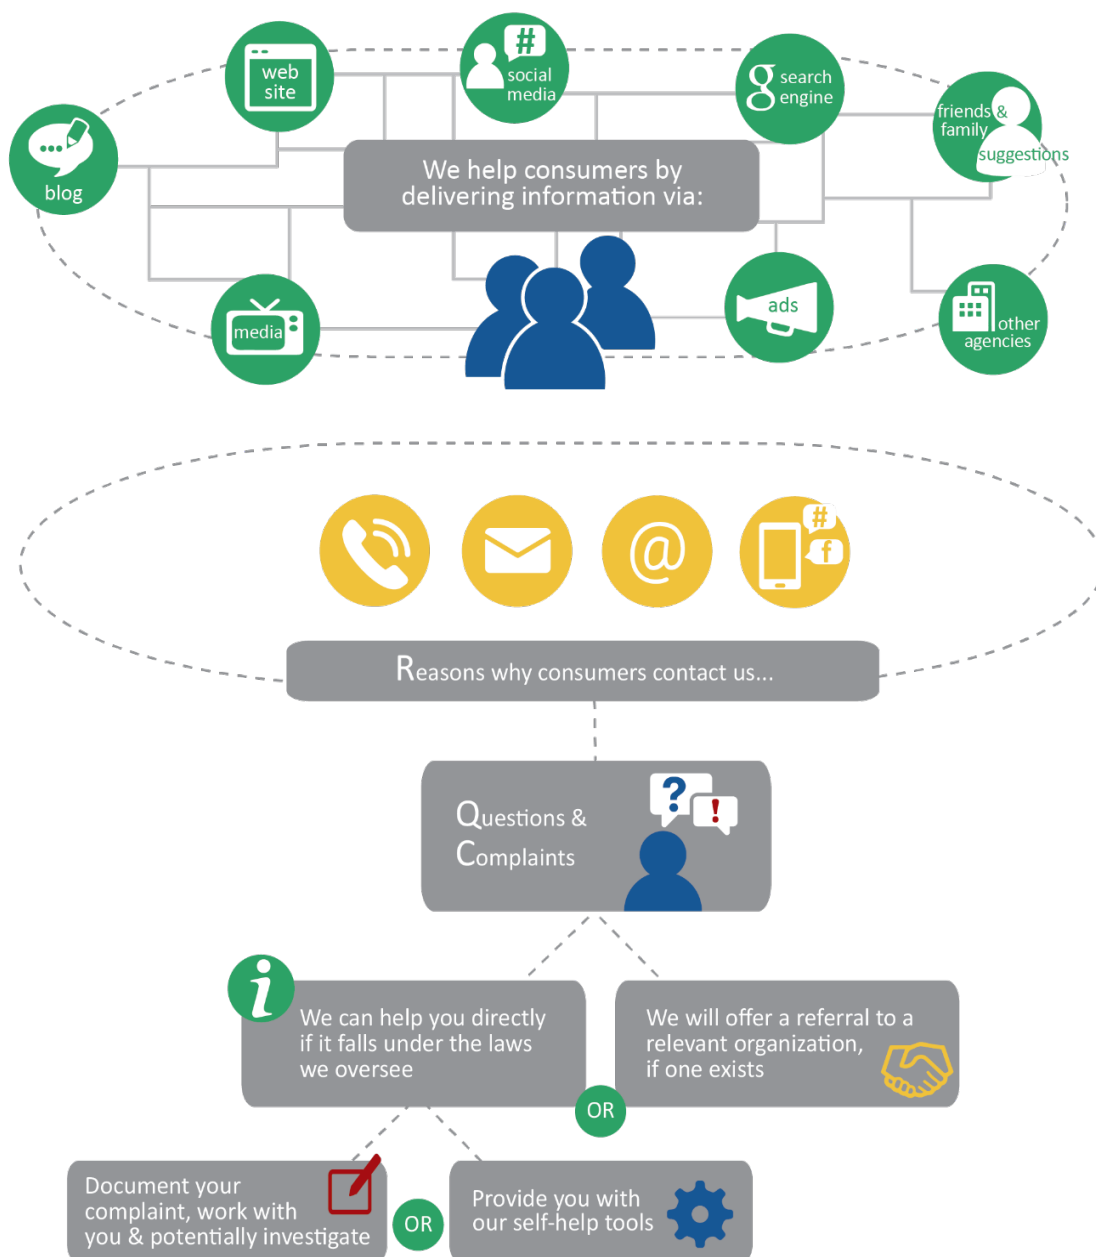 web
site
#
social
media
g search
engine
friends &
family
suggestions
blog
We help consumers by
delivering information via:
media
ads
other
agencies
@
#
f
Reasons why consumers contact us...
Questions &
Complaints
?
!
i
We can help you directly
if it falls under the laws
we oversee
We will offer a referral to a
relevant organization,
if one exists
OR
Document your
complaint, work with
you & potentially investigate
OR
Provide you with
our self-help tools